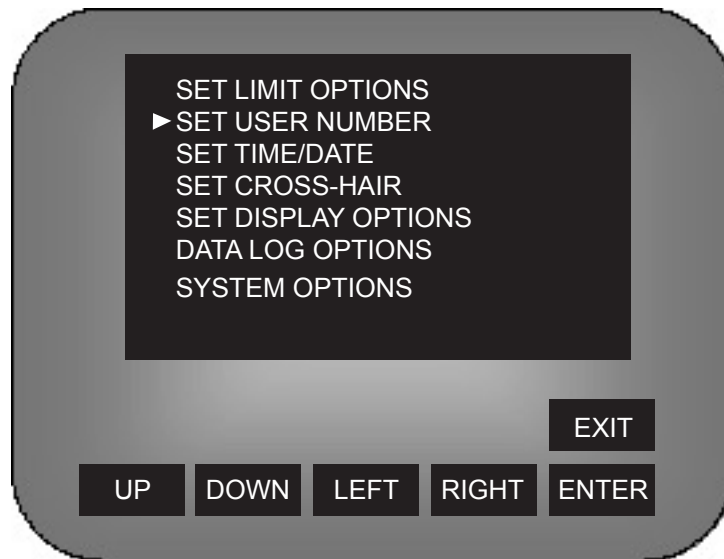 SET LIMIT OPTIONS
SET USER NUMBER
SET TIME/DATE
SET CROSS-HAIR
SET DISPLAY OPTIONS
DATA LOG OPTIONS
SYSTEM OPTIONS
EXIT
UP DOWN LEFT RIGHT ENTER